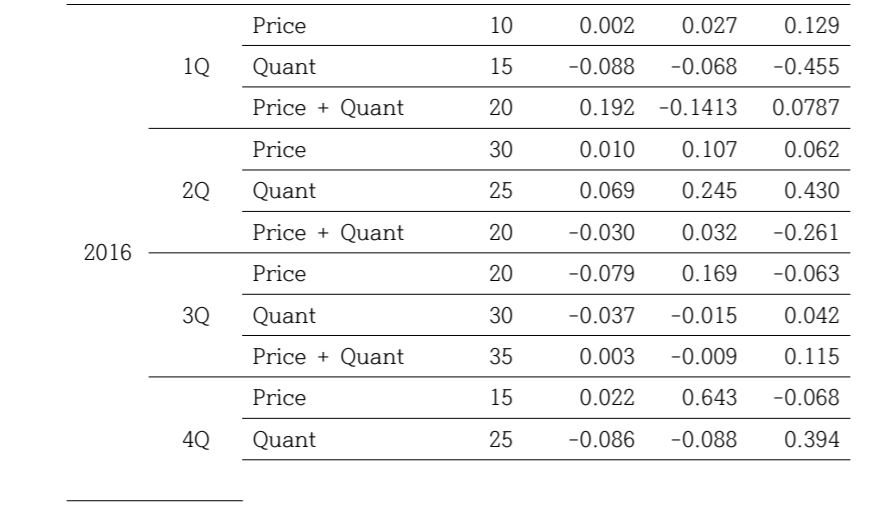 Price 10 0.002 0.027 0.129
1Q Quant 15 -0.088 -0.068 -0.455
Price + Quant 20 0.192 -0.1413 0.0787
Price 30 0.010 0.107 0.062
2Q Quant 25 0.069 0.245 0.430
Price + Quant 20 -0.030 0.032 -0.261
2016
Price 20 -0.079 0.169 -0.063
3Q Quant 30 -0.037 -0.015 0.042
Price + Quant 35 0.003 -0.009 0.115
Price 15 0.022 0.643 -0.068
4Q Quant 25 -0.086 -0.088 0.394